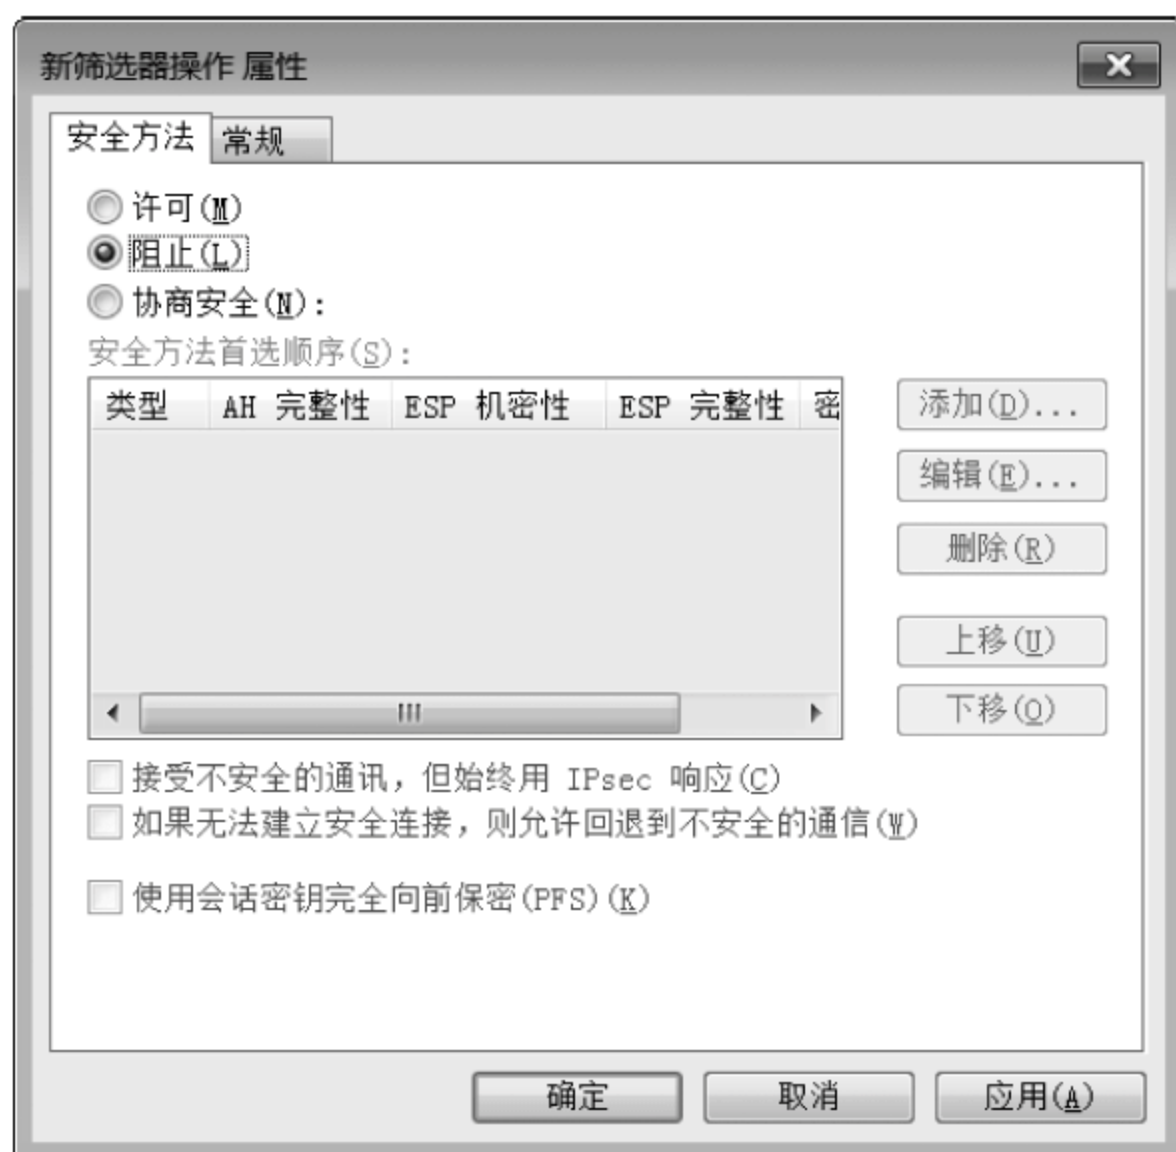 新筛选器操作 属性
安全方法 常规
许可(M)
阻止(L)
协商安全(N):
安全方法首选顺序(S):
类型 AH 完整性 ESP 机密性 ESP 完整性 密
添加(D)...
编辑(E)...
删除(R)
上移(U)
下移(O)
接受不安全的通讯，但始终用 IPsec 响应(C)
如果无法建立安全连接，则允许回退到不安全的通信(W)
使用会话密钥完全向前保密(PFS)(K)
确定 取消 应用(A)